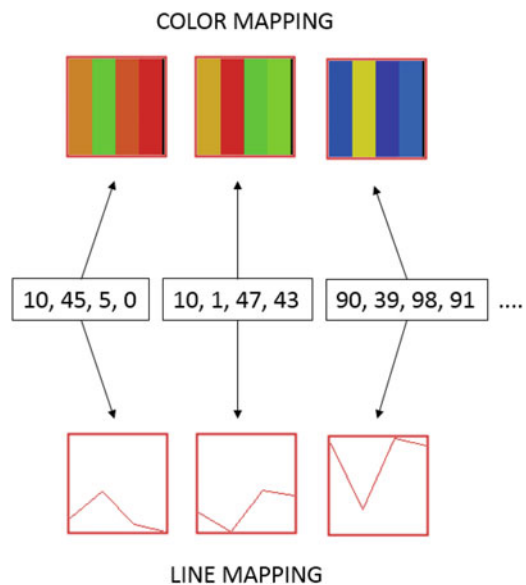 COLOR MAPPING
10, 45, 5, 0
10, 1, 47, 43
90, 39, 98, 91
....
LINE MAPPING